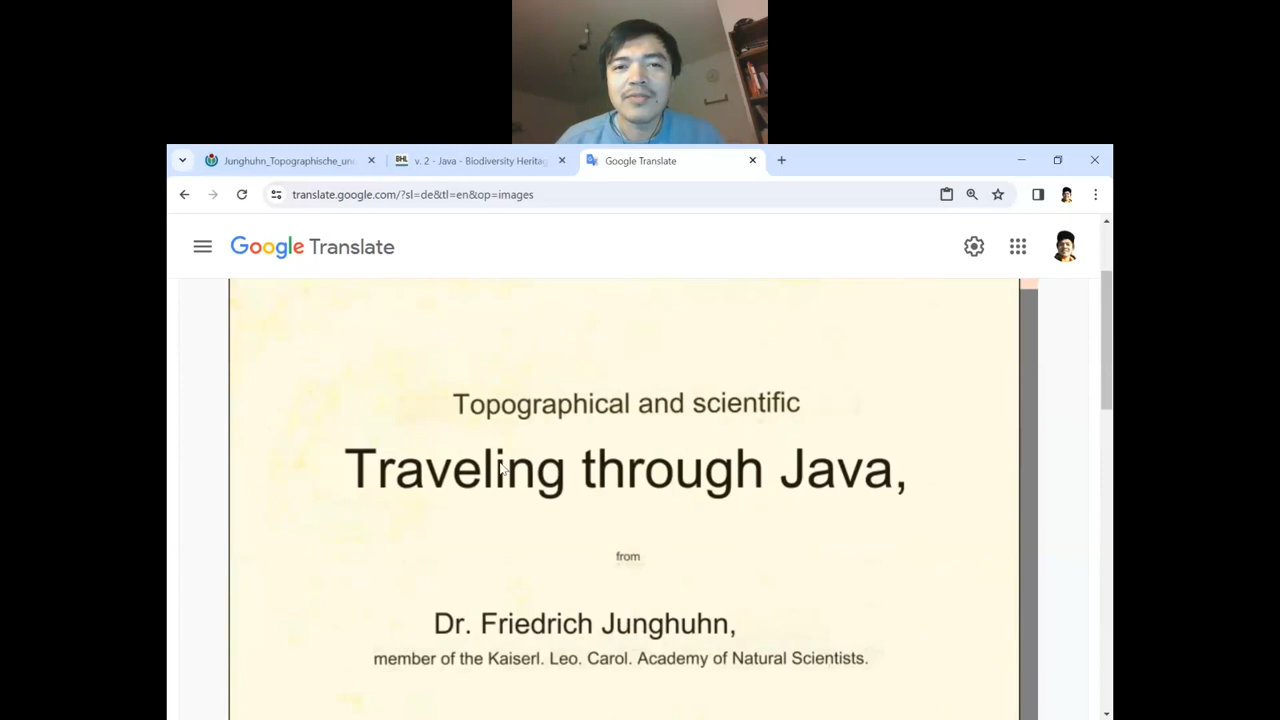 Junghuhn_Topographische_und
BHL v. 2 - Java - Biodiversity Heritag
Google Translate
translate.google.com/?sl=de&tl=en&op=images
Google Translate
Topographical and scientific
Traveling through Java,
from
Dr. Friedrich Junghuhn,
member of the Kaiserl. Leo. Carol. Academy of Natural Scientists.